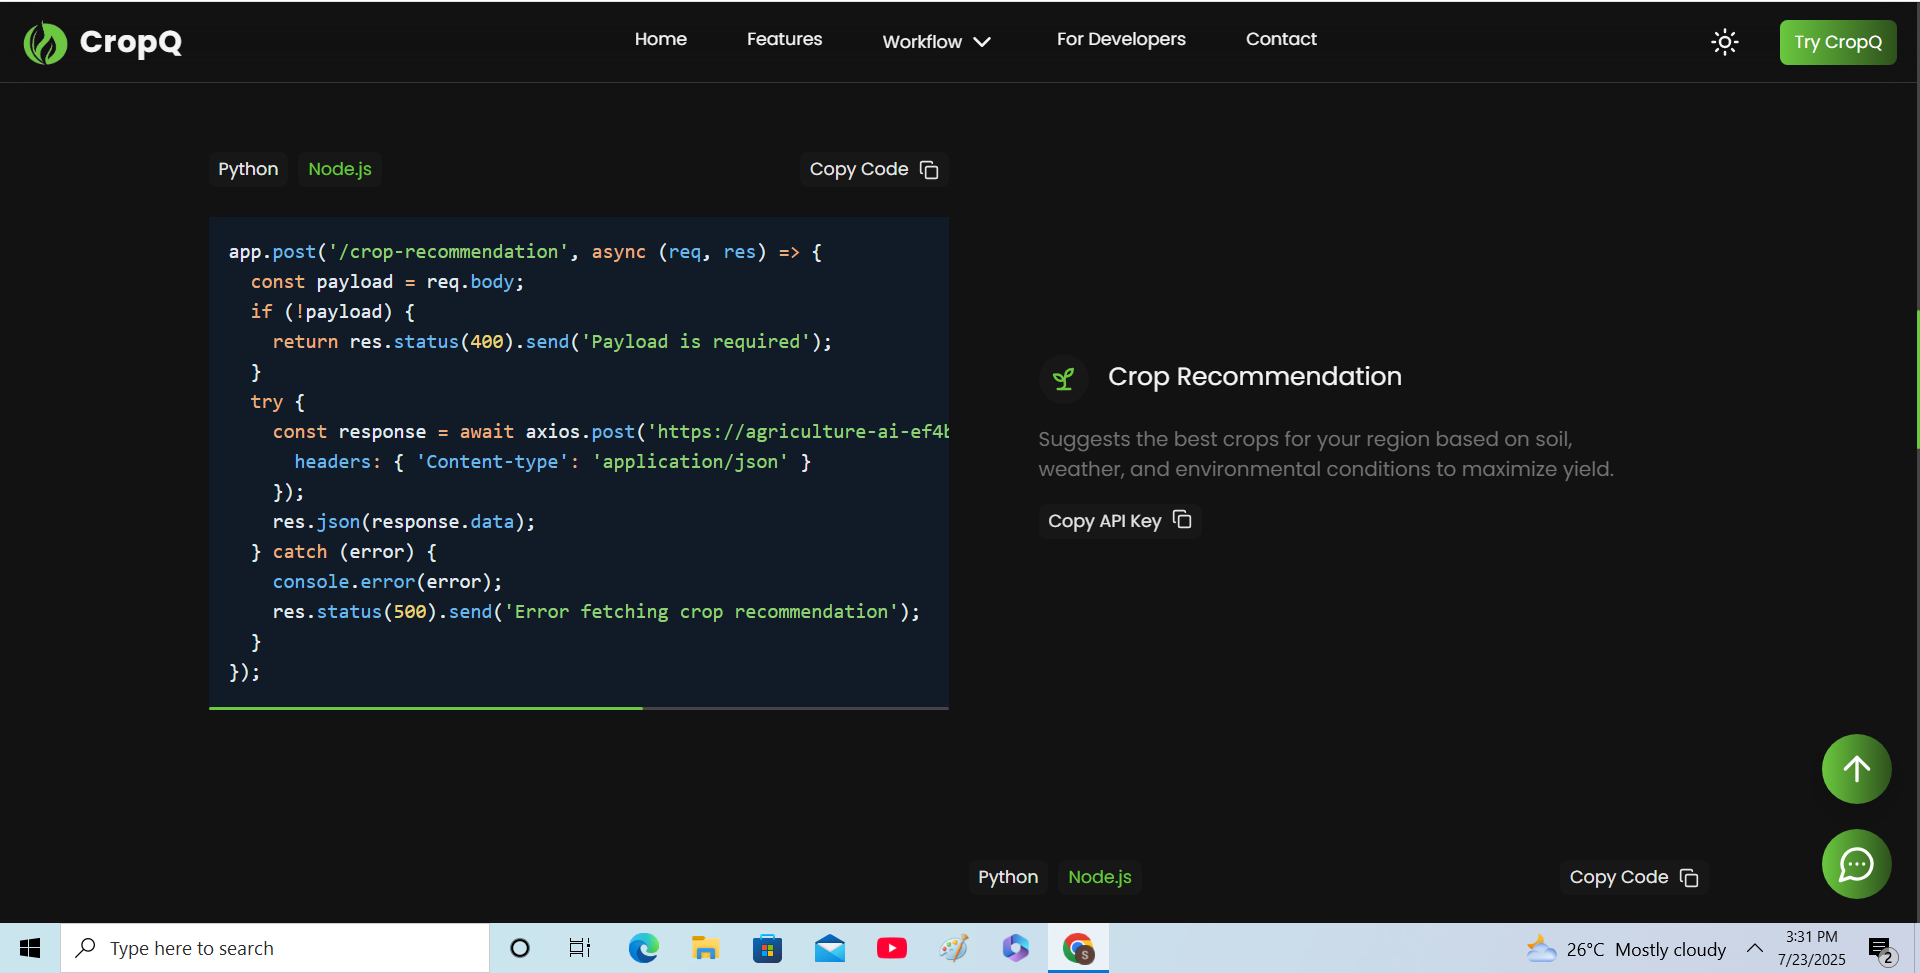 CropQ
Home Features Workflow For Developers Contact
Try CropQ
Python Node.js Copy Code
app.post('/crop-recommendation', async (req, res) => {
  const payload = req.body;
  if (!payload) {
    return res.status(400).send('Payload is required');
  }
  try {
    const response = await axios.post('https://agriculture-ai-ef4b
      headers: { 'Content-type': 'application/json' }
    });
    res.json(response.data);
  } catch (error) {
    console.error(error);
    res.status(500).send('Error fetching crop recommendation');
  }
});
Crop Recommendation
Suggests the best crops for your region based on soil,
weather, and environmental conditions to maximize yield.
Copy API Key
Python Node.js Copy Code
Type here to search
S
26°C Mostly cloudy
3:31 PM
7/23/2025
2